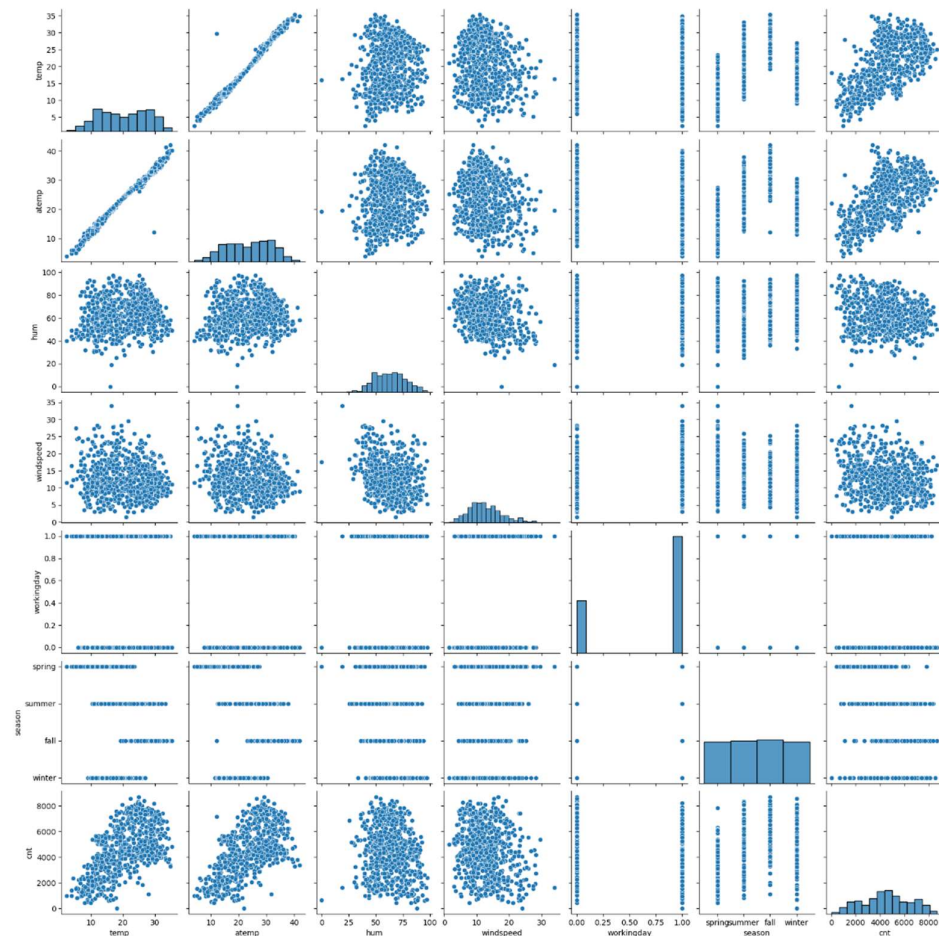 35
30
25
20
15
10
5
temp
40
30
20
10
atemp
100
80
60
40
20
0
hum
35
30
25
20
15
10
5
0
windspeed
1.0
0.8
0.6
0.4
0.2
0.0
workingday
spring
summer
fall
winter
season
8000
6000
4000
2000
0
cnt
10 20 30
temp
20 40
atemp
0 25 50 75 100
hum
0 10 20 30
windspeed
0.00 0.25 0.50 0.75 1.00
workingday
spring summer fall winter
season
0 2000 4000 6000 8000
cnt